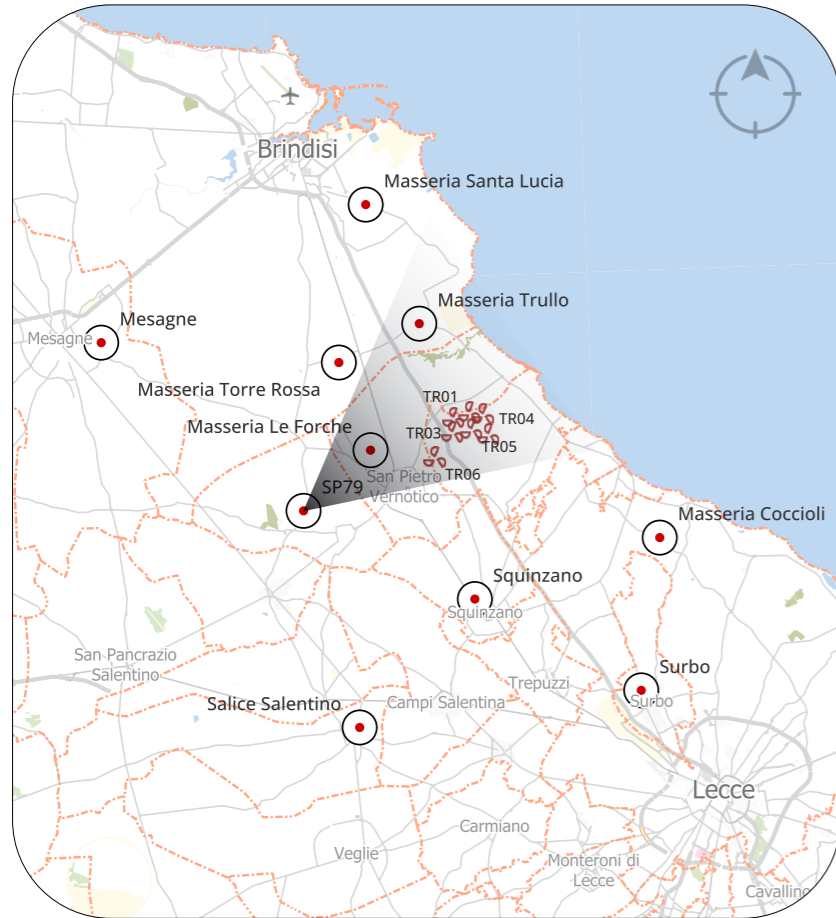 Brindisi
Masseria Santa Lucia
Masseria Trullo
Mesagne
Mesagne
Masseria Torre Rossa
TR01
TR04
Masseria Le Forche
TR03
TR05
TR06
SP79
San Pietro
Vernotico
Masseria Coccioli
Squinzano
Squinzano
San Pancrazio
Salentino
Trepuzzi
Surbo
Surbo
Salice Salentino
Campi Salentina
Lecce
Carmiano
Veglie
Monteroni di
Lecce
Cavallino